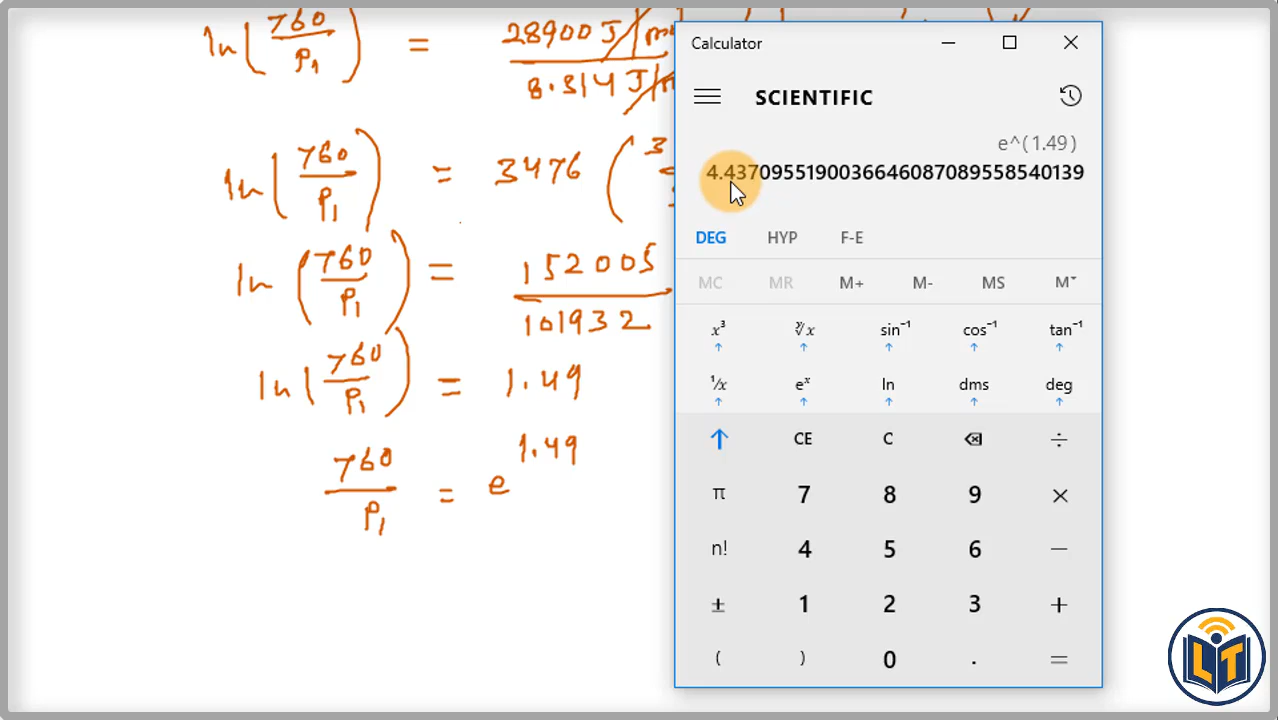 ln(760/P₁) = 28900 J/ / 8.314 J/
ln(760/P₁) = 3476 (3
ln(760/P₁) = 152005 / 101932
ln(760/P₁) = 1.49
760/P₁ = e^1.49
Calculator
SCIENTIFIC
e^(1.49)
4.4370955190036646087089558540139
DEG HYP F-E
MC MR M+ M- MS M▾
x³ ʸ√x sin⁻¹ cos⁻¹ tan⁻¹
¹/x eˣ ln dms deg
↑ CE C ⌫ ÷
π 7 8 9 ×
n! 4 5 6 −
± 1 2 3 +
( ) 0 . =
LT